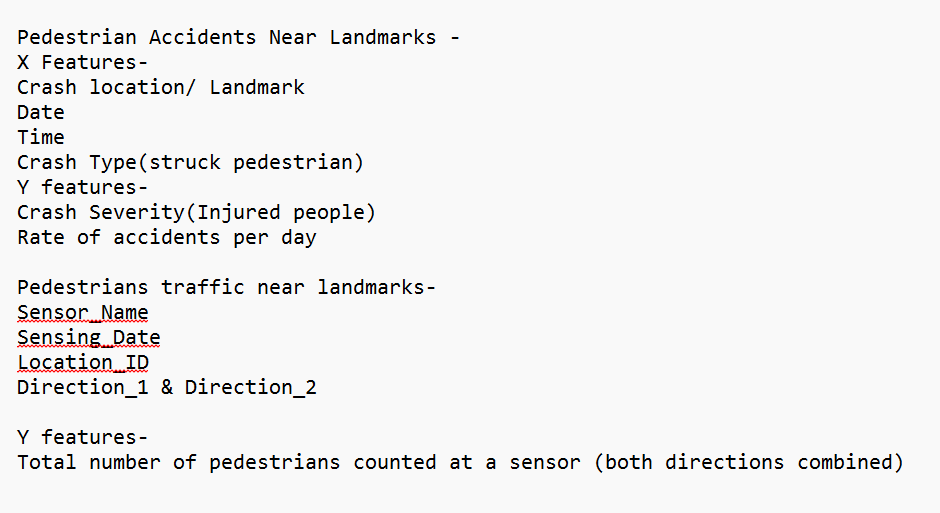 Pedestrian Accidents Near Landmarks -
X Features-
Crash location/ Landmark
Date
Time
Crash Type(struck pedestrian)
Y features-
Crash Severity(Injured people)
Rate of accidents per day
Pedestrians traffic near landmarks-
Sensor_Name
Sensing_Date
Location_ID
Direction_1 & Direction_2
Y features-
Total number of pedestrians counted at a sensor (both directions combined)